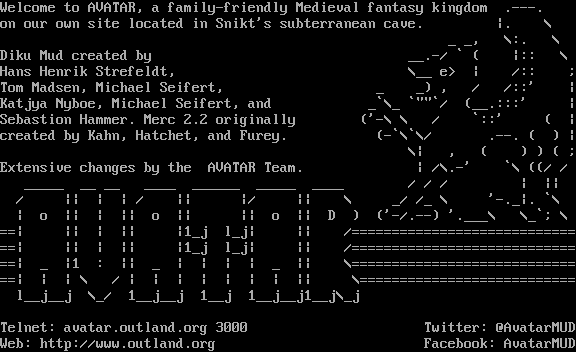 Welcome to AVATAR, a family-friendly Medieval fantasy kingdom
on our own site located in Snikt's subterranean cave.
Diku Mud created by
Hans Henrik Strefeldt,
Tom Madsen, Michael Seifert,
Katjya Nyboe, Michael Seifert, and
Sebastion Hammer. Merc 2.2 originally
created by Kahn, Hatchet, and Furey.
Extensive changes by the  AVATAR Team.
AVATAR
Telnet: avatar.outland.org 3000
Twitter: @AvatarMUD
Web: http://www.outland.org
Facebook: AvatarMUD